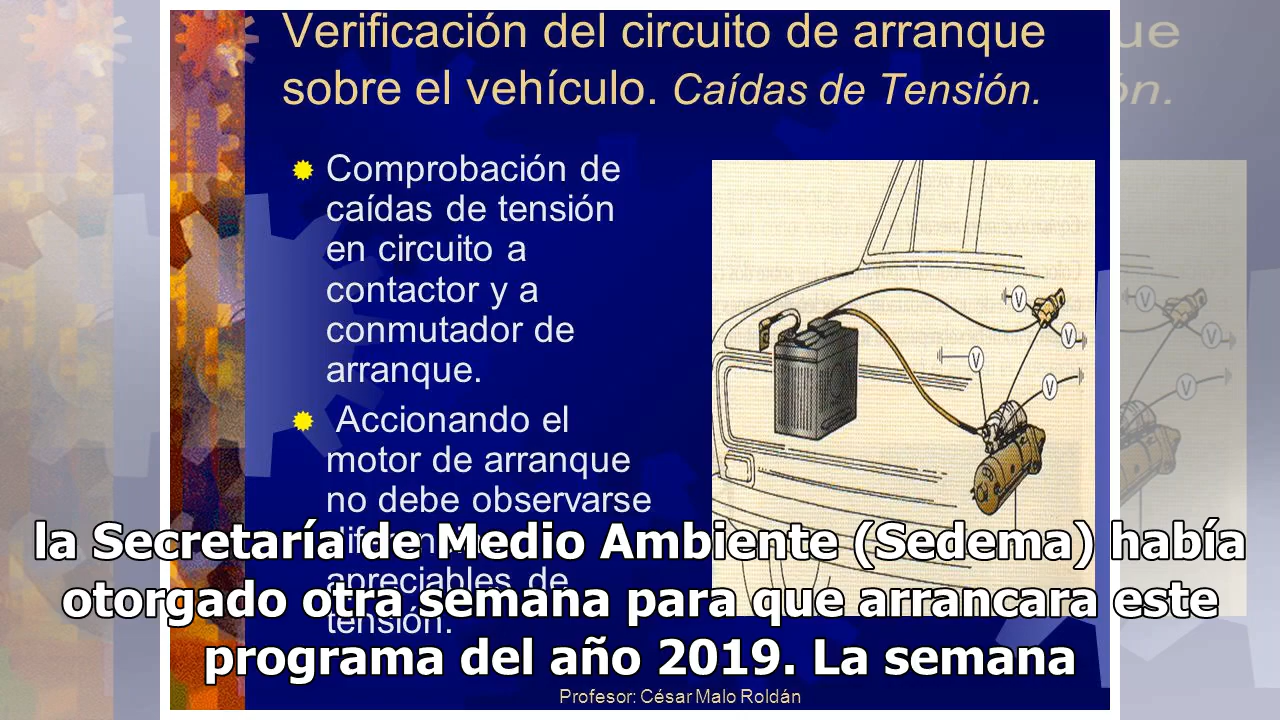 Verificación del circuito de arranque
sobre el vehículo. Caídas de Tensión.
Comprobación de
caídas de tensión
en circuito a
contactor y a
conmutador de
arranque.
Accionando el
motor de arranque
no debe observarse
apreciables de
tensión.
V
V
V
V
la Secretaría de Medio Ambiente (Sedema) había
otorgado otra semana para que arrancara este
programa del año 2019. La semana
Profesor: César Malo Roldán
ue
ón.
V
V
V